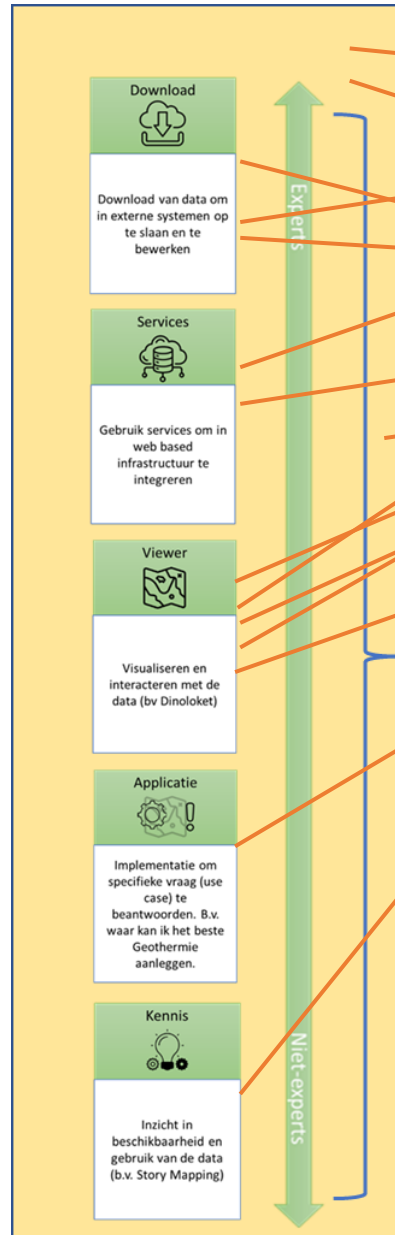 Download
Download van data om
in externe systemen op
te slaan en te
bewerken
Experts
Services
Gebruik services om in
web based
infrastructuur te
integreren
Viewer
Visualiseren en
interacteren met de
data (bv Dinoloket)
Applicatie
Implementatie om
specifieke vraag (use
case) te
beantwoorden. B.v.
waar kan ik het beste
Geothermie
aanleggen.
Kennis
Inzicht in
beschikbaarheid en
gebruik van de data
(b.v. Story Mapping)
Niet-experts